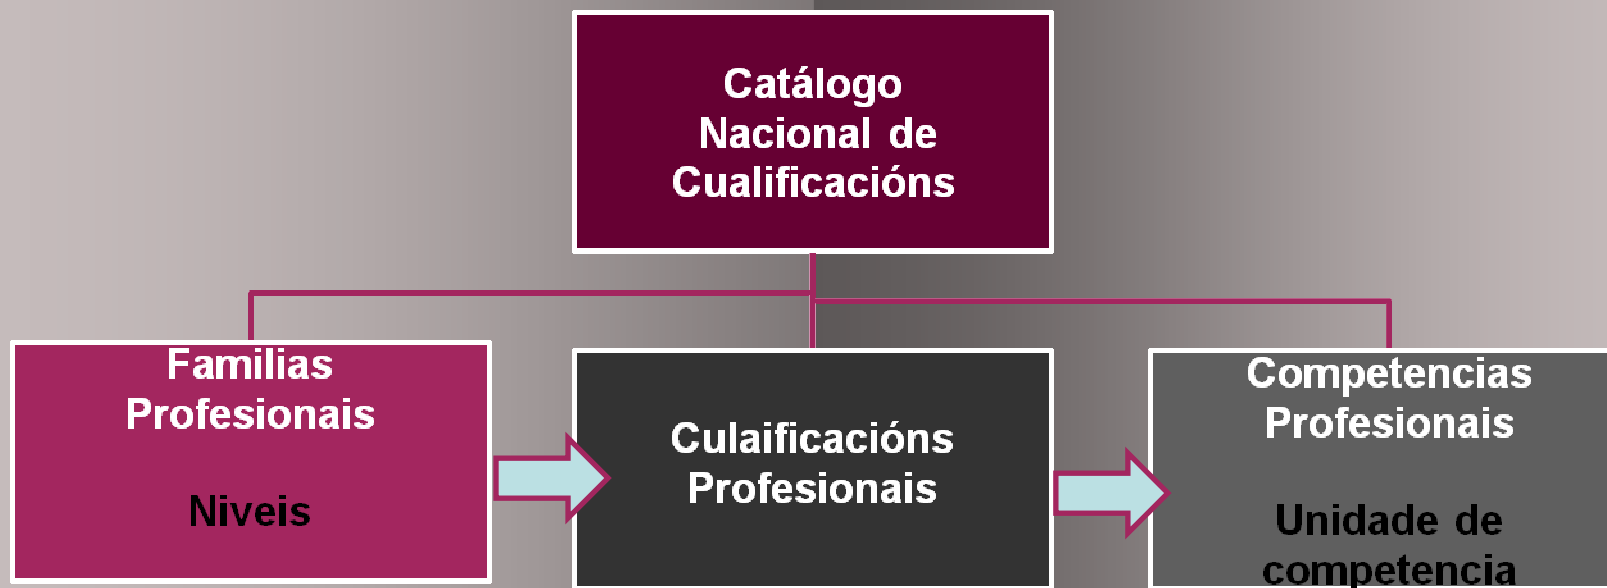 Catálogo
Nacional de
Cualificacións
Familias
Profesionais
Niveis
Culaificacións
Profesionais
Competencias
Profesionais
Unidade de
competencia